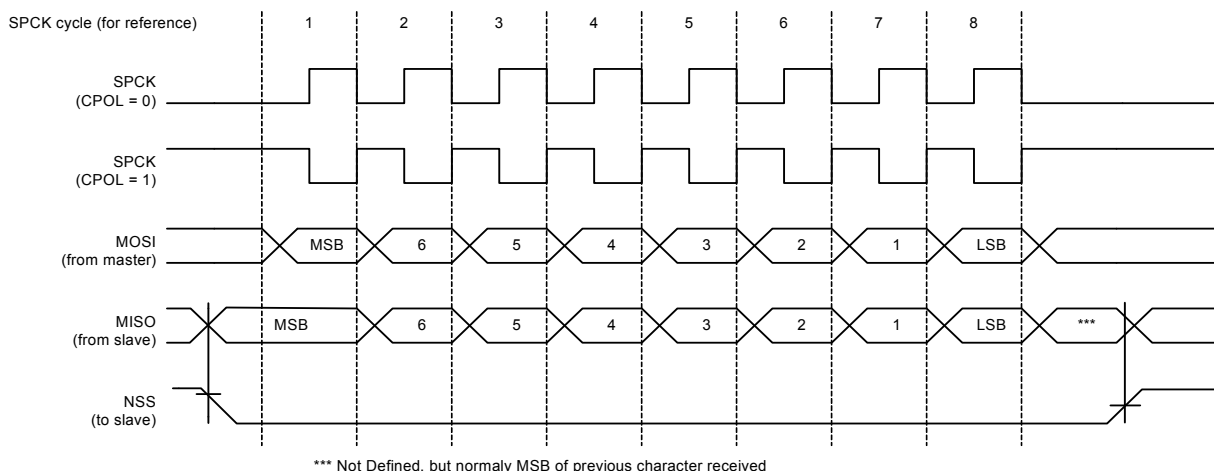 SPCK cycle (for reference) 1 2 3 4 5 6 7 8
SPCK
(CPOL = 0)
SPCK
(CPOL = 1)
MOSI
(from master)
MSB 6 5 4 3 2 1 LSB
MISO
(from slave)
MSB 6 5 4 3 2 1 LSB ***
NSS
(to slave)
*** Not Defined, but normaly MSB of previous character received